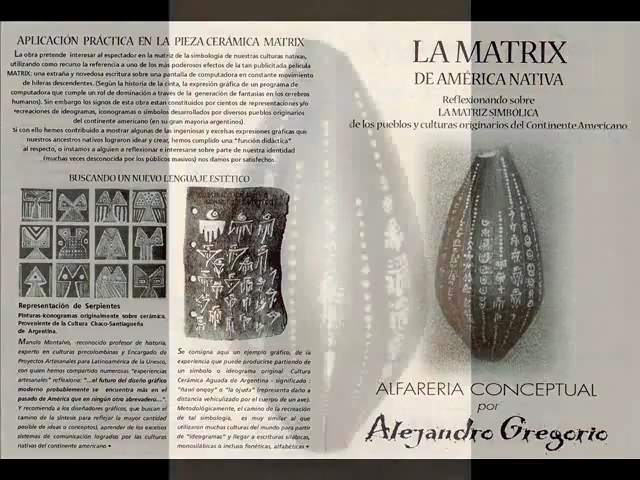 APLICACIÓN PRÁCTICA EN LA PIEZA CERÁMICA MATRIX
La obra pretende interesar al espectador en la matriz de la simbología de nuestras culturas nativas,
utilizando como recurso la referencia a uno de los más poderosos efectos de la tan publicitada película
MATRIX: una extraña y novedosa escritura sobre una pantalla de computadora en constante movimiento
de hileras descendentes. (Según la historia de la cinta, la expresión gráfica de un programa de
computadora que cumple un rol de dominación a través de la generación de fantasías en los cerebros
humanos). Sin embargo los signos de esta obra están constituidos por cientos de representaciones y/o
recreaciones de ideogramas, iconogramas o símbolos desarrollados por diversos pueblos originarios
del continente americano (en su gran mayoría argentinos).
Si con ello hemos contribuido a mostrar algunas de las ingeniosas y excelsas expresiones gráficas que
nuestros ancestros nativos lograron idear y crear, hemos cumplido una "función didáctica"
al respecto, o instamos a alguien a reflexionar e interesarse sobre parte de nuestra identidad
(muchas veces desconocida por los públicos masivos) nos damos por satisfechos.
BUSCANDO UN NUEVO LENGUAJE ESTÉTICO
Representación de Serpientes
Pinturas-iconogramas originalmente sobre cerámica.
Proveniente de la Cultura Chaco-Santiagueña
de Argentina.
Manolo Montalvo, -reconocido profesor de historia,
experto en culturas precolombinas y Encargado de
Proyectos Artesanales para Latinoamérica de la Unesco,
con quien hemos compartido numerosas "experiencias
artesanales" reflexiona: "...el futuro del diseño gráfico
moderno probablemente se encuentra más en el
pasado de América que en ningún otro abrevadero...".
Y recomienda a los diseñadores gráficos, que buscan el
camino de la síntesis para reflejar la mayor cantidad
posible de ideas o conceptos), aprender de los excelsos
sistemas de comunicación logrados por las culturas
nativas del continente americano •
Se consigna aquí un ejemplo gráfico, de la
experiencia que puede producirse partiendo de
un símbolo o ideograma original -Cultura
Cerámica Aguada de Argentina - significado :
o "la ojuda" (representa daño a
distancia vehiculizado por el cuerpo de un ave).
Metodológicamente, el camino de la recreación
de tal simbología, es muy similar al que
utilizaron muchas culturas del mundo para partir
de "ideogramas" y llegar a escrituras silábicas,
monosilábicas o incluso fonéticas, alfabéticas •
LA MATRIX
DE AMÉRICA NATIVA
Reflexionando sobre
LA MATRIZ SIMBÓLICA
de los pueblos y culturas originarios del Continente Americano
ALFARERIA CONCEPTUAL
por
Alejandro Gregorio